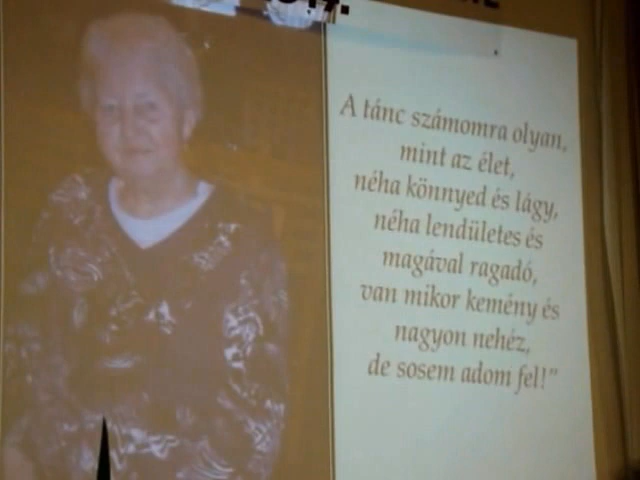 A tánc számomra olyan,
mint az élet,
néha könnyed és lágy,
néha lendületes és
magával ragadó,
van mikor kemény és
nagyon nehéz,
de sosem adom fel!”